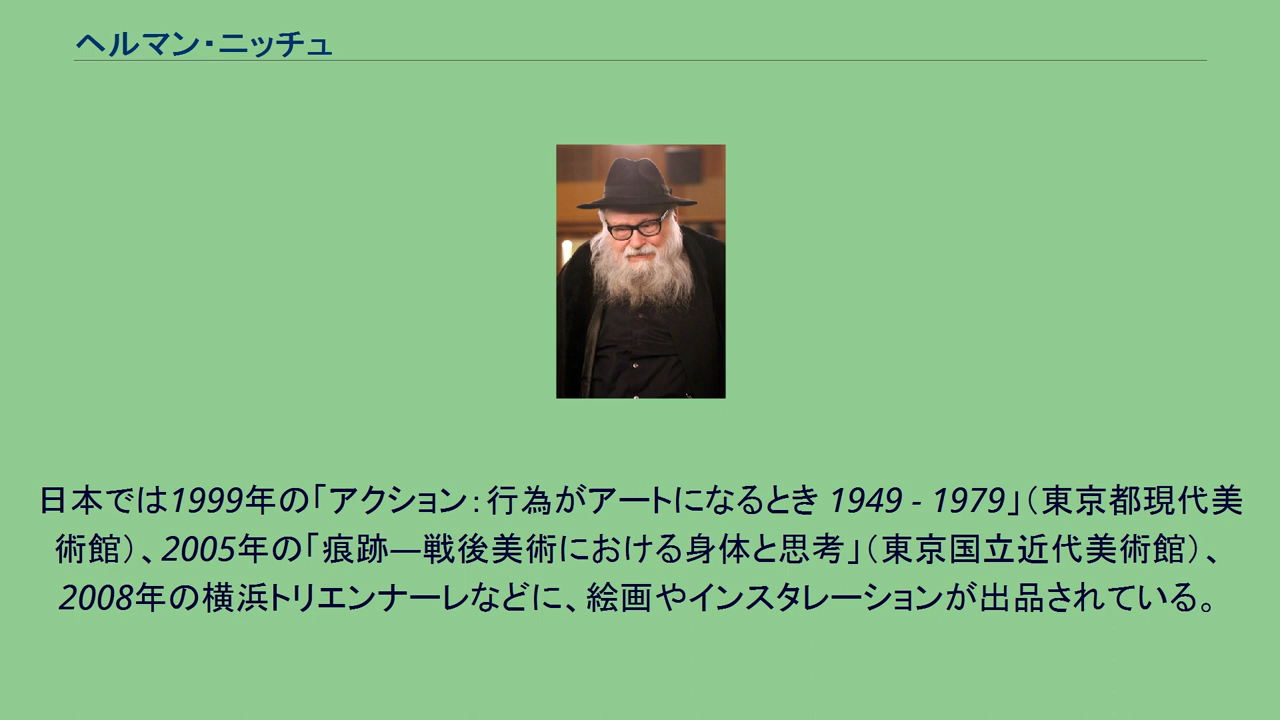 ヘルマン・ニッチュ
日本では1999年の「アクション：行為がアートになるとき 1949 - 1979」（東京都現代美
術館）、2005年の「痕跡―戦後美術における身体と思考」（東京国立近代美術館）、
2008年の横浜トリエンナーレなどに、絵画やインスタレーションが出品されている。